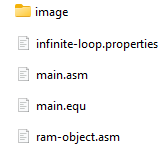 image
infinite-loop.properties
main.asm
main.equ
ram-object.asm